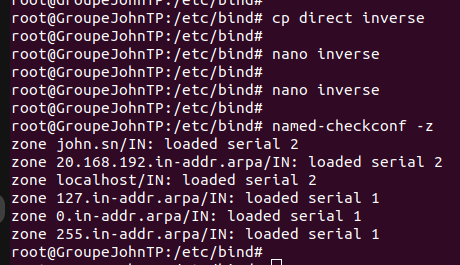 root@GroupeJohnTP:/etc/bind#
root@GroupeJohnTP:/etc/bind# cp direct inverse
root@GroupeJohnTP:/etc/bind#
root@GroupeJohnTP:/etc/bind# nano inverse
root@GroupeJohnTP:/etc/bind#
root@GroupeJohnTP:/etc/bind# nano inverse
root@GroupeJohnTP:/etc/bind#
root@GroupeJohnTP:/etc/bind#
root@GroupeJohnTP:/etc/bind# named-checkconf -z
zone john.sn/IN: loaded serial 2
zone 20.168.192.in-addr.arpa/IN: loaded serial 2
zone localhost/IN: loaded serial 2
zone 127.in-addr.arpa/IN: loaded serial 1
zone 0.in-addr.arpa/IN: loaded serial 1
zone 255.in-addr.arpa/IN: loaded serial 1
root@GroupeJohnTP:/etc/bind#